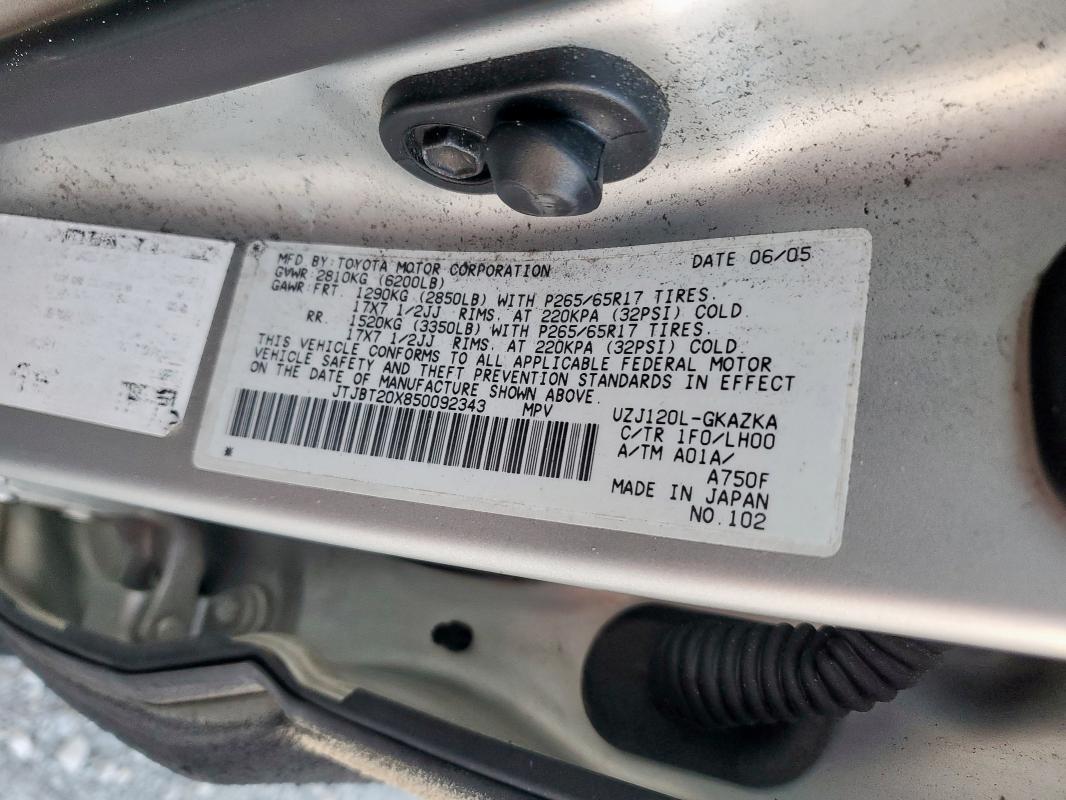 MFD BY: TOYOTA MOTOR CORPORATION DATE 06/05
GVWR: 2810KG (6200LB)
GAWR: FRT 1290KG (2850LB) WITH P265/65R17 TIRES.
17X7 1/2JJ RIMS. AT 220KPA (32PSI) COLD.
RR 1520KG (3350LB) WITH P265/65R17 TIRES.
17X7 1/2JJ RIMS. AT 220KPA (32PSI) COLD.
THIS VEHICLE CONFORMS TO ALL APPLICABLE FEDERAL MOTOR
VEHICLE SAFETY AND THEFT PREVENTION STANDARDS IN EFFECT
ON THE DATE OF MANUFACTURE SHOWN ABOVE.
JTJBT20X850092343 MPV
UZJ120L-GKAZKA
C/TR 1F0/LH00
A/TM A01A/
A750F
MADE IN JAPAN
NO.102